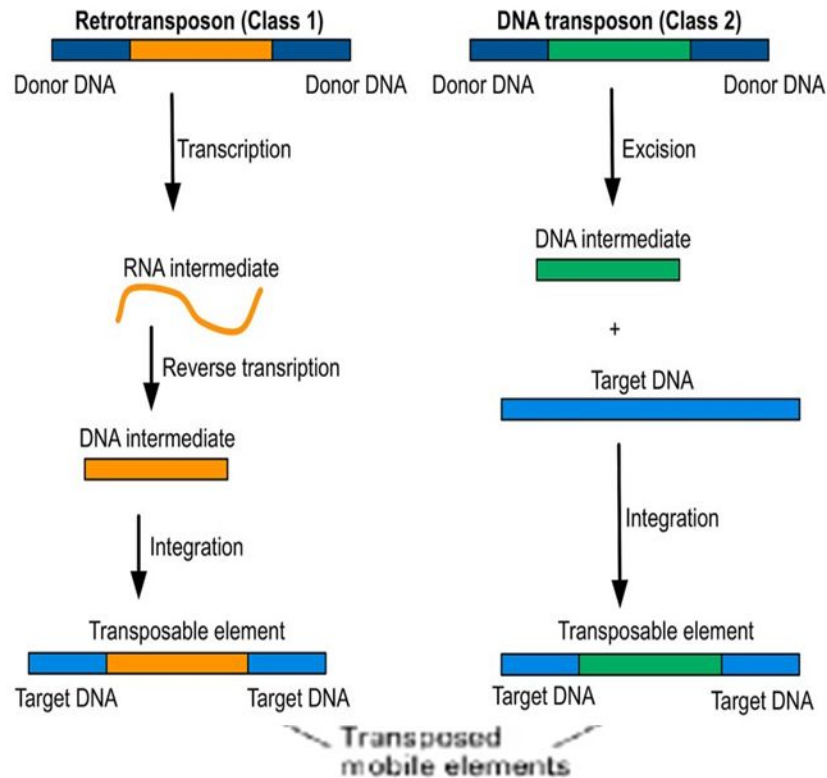 Retrotransposon (Class 1)
Donor DNA
Donor DNA
Transcription
RNA intermediate
Reverse transription
DNA intermediate
Integration
Transposable element
Target DNA
Target DNA
DNA transposon (Class 2)
Donor DNA
Donor DNA
Excision
DNA intermediate
+
Target DNA
Integration
Transposable element
Target DNA
Target DNA
Transposed
mobile elements